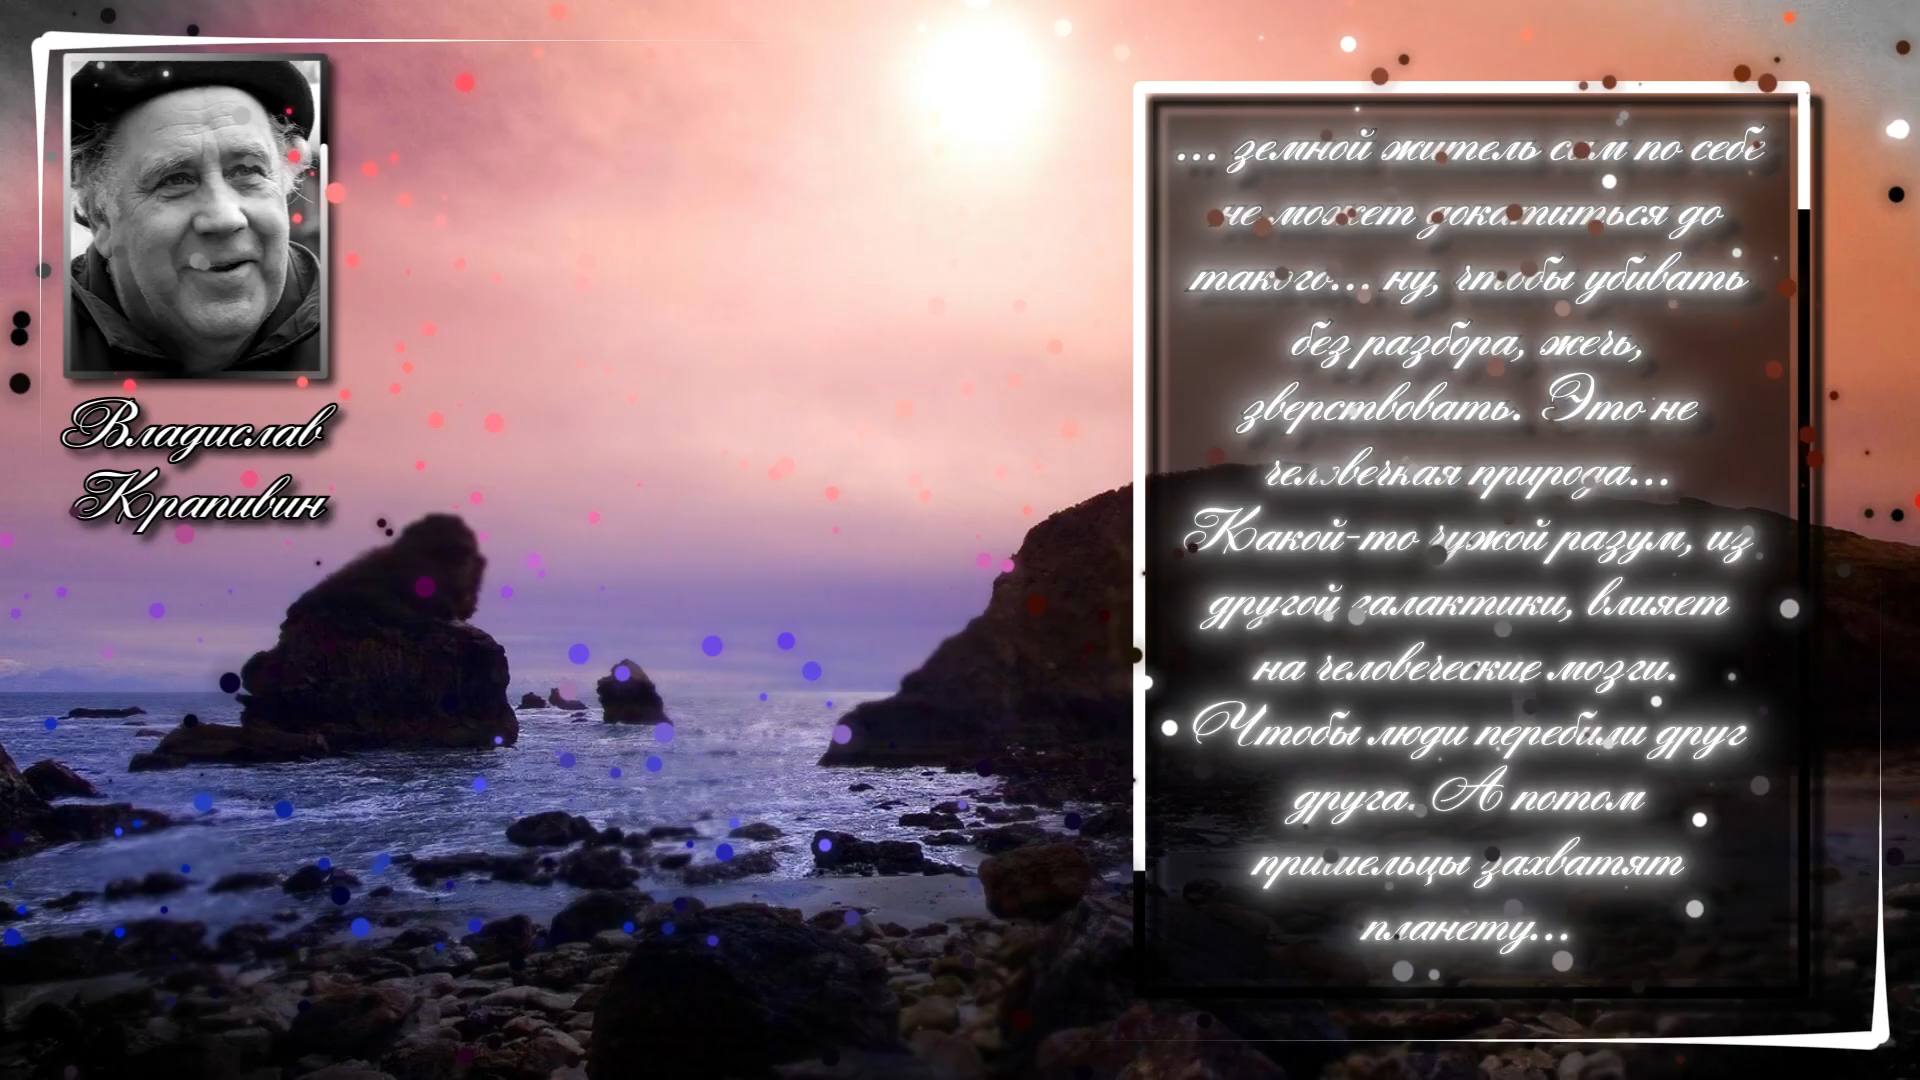 Владислав
Крапивин
... земной житель сам по себе
не может докатиться до
такого... ну, чтобы убивать
без разбора, жечь,
зверствовать. Это не
человечкая природа...
Какой-то чужой разум, из
другой галактики, влияет
на человеческие мозги.
Чтобы люди перебили друг
друга. А потом
пришельцы захватят
планету...